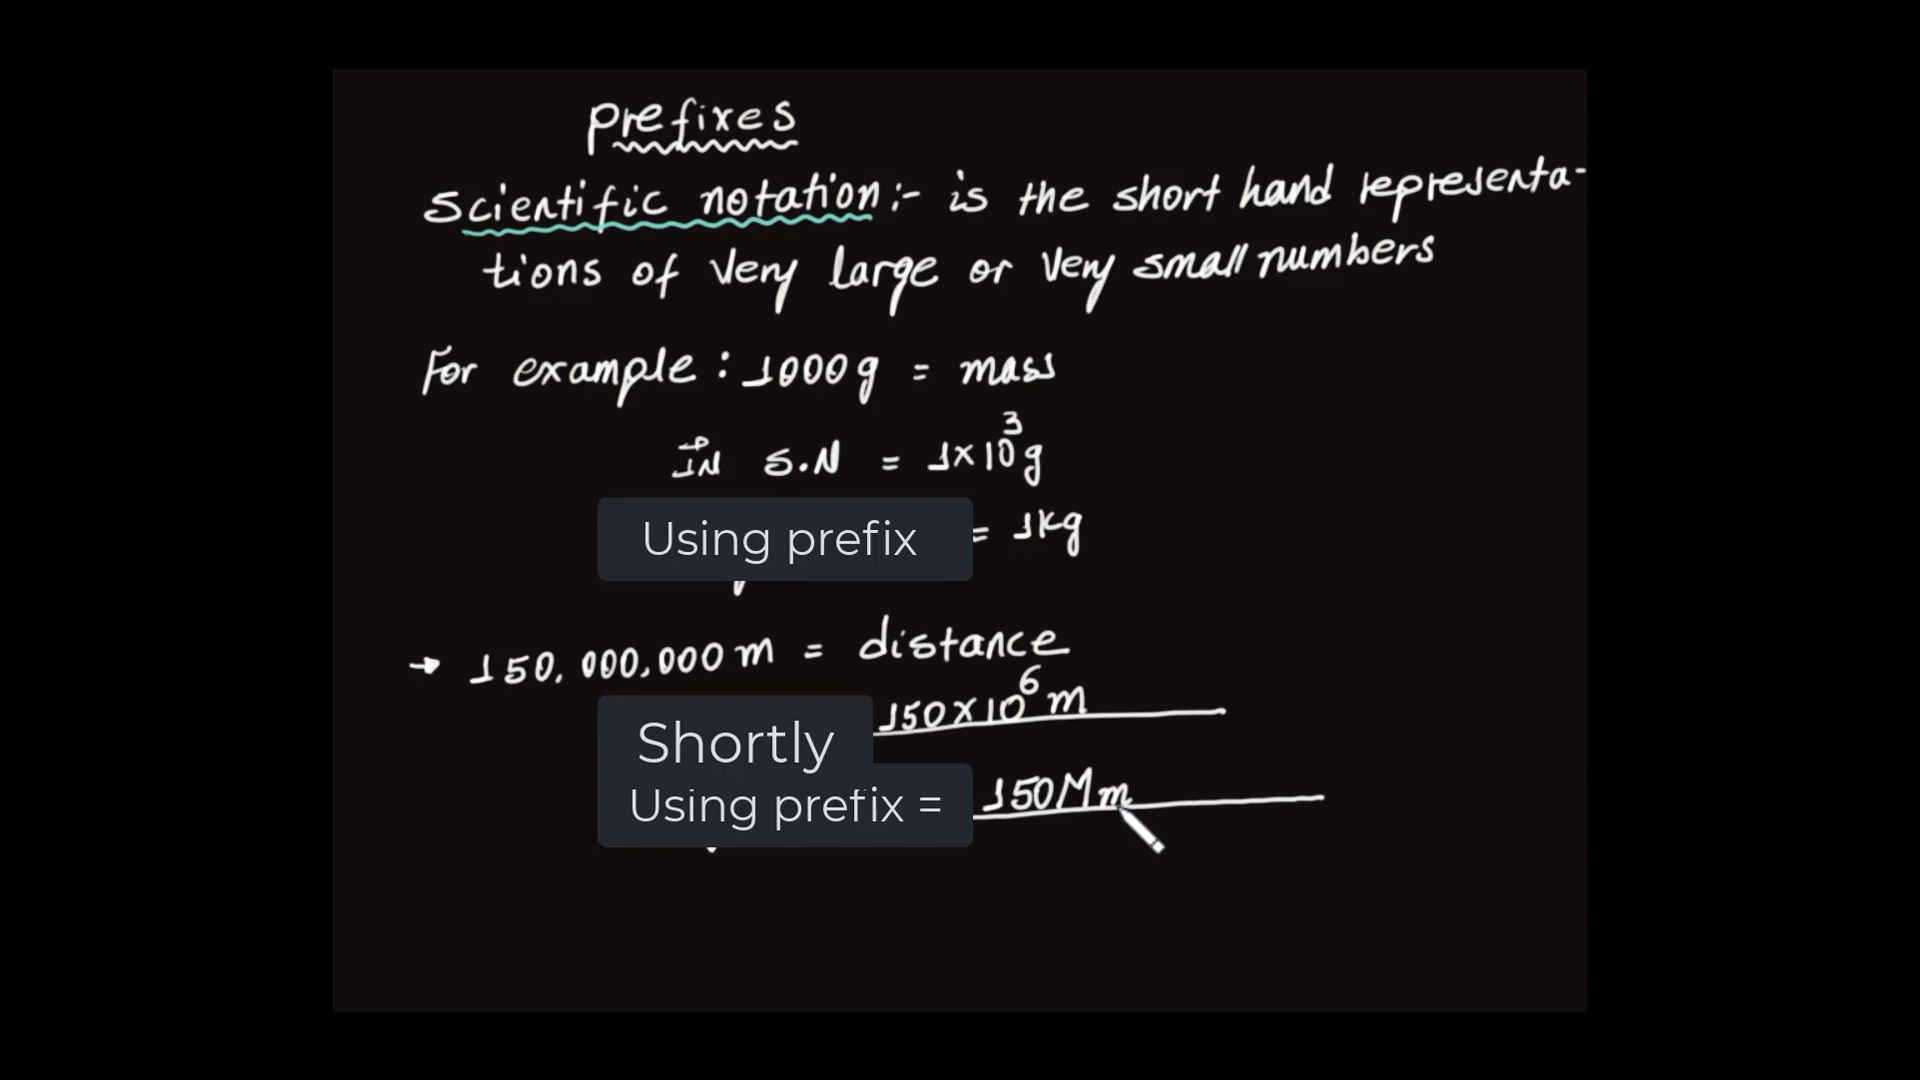 prefixes
scientific notation:- is the short hand representa-
tions of very large or very small numbers
For example : 1000g = mass
IN S.N = 1×10³g
Using prefix = 1kg
→ 150,000,000 m = distance
Shortly 150×10⁶ m
Using prefix = 150Mm